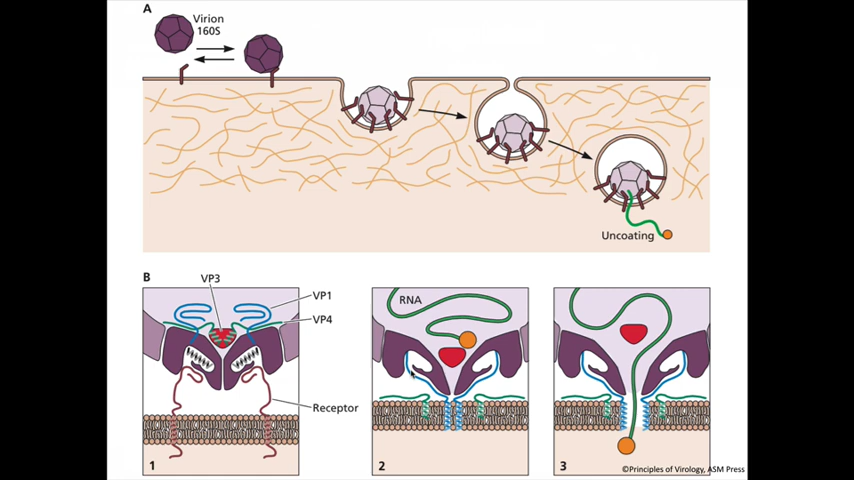 A
Virion
160S
Uncoating
B
VP3
VP1
VP4
Receptor
1
RNA
2
3
©Principles of Virology, ASM Press